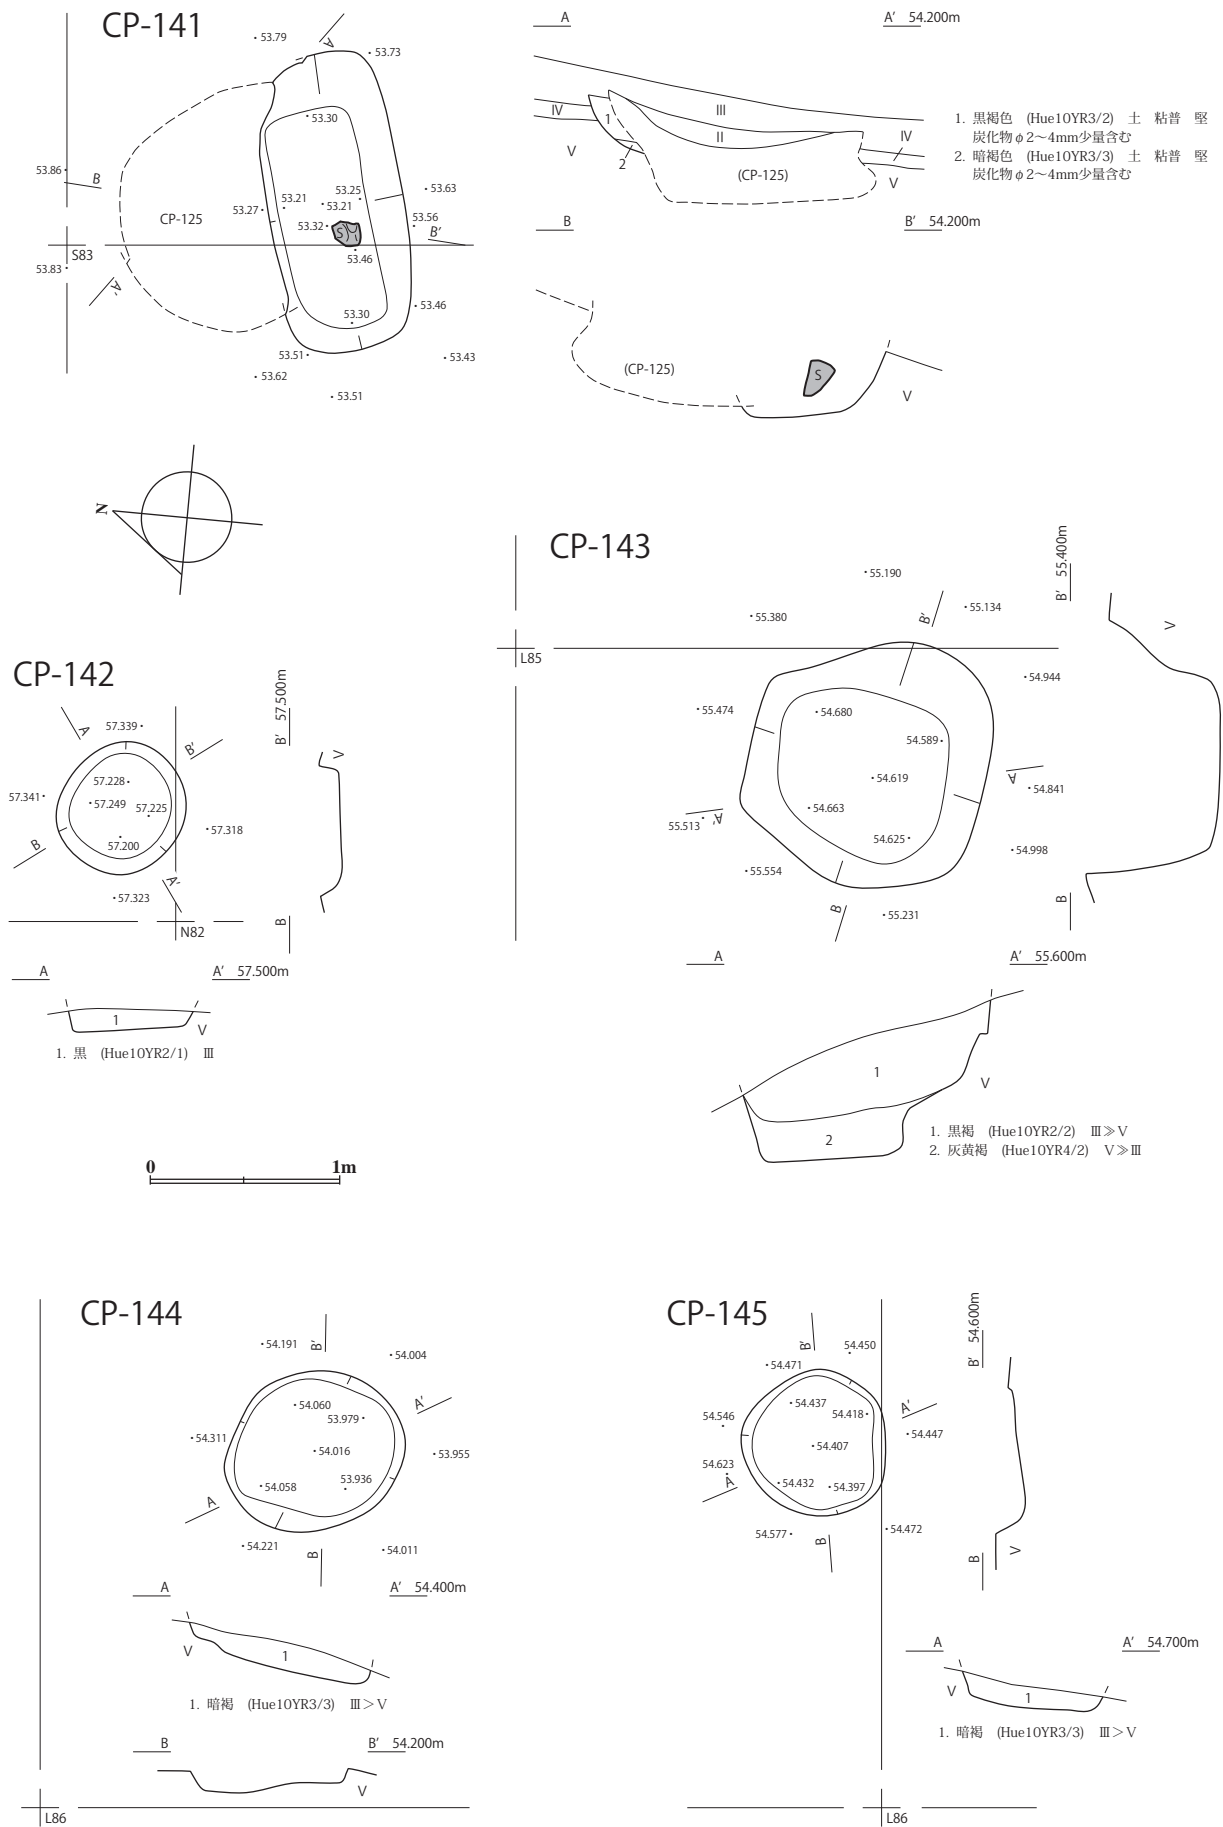 CP-141
53.79
A
53.73
53.30
53.86
B
53.25
53.21
53.21
53.63
53.27
CP-125
53.32
S
53.56
B′
S83
53.46
53.83
A′
53.46
53.30
53.51
53.43
53.62
53.51
A
A′ 54.200m
Ⅲ
Ⅳ
1
Ⅱ
Ⅳ
Ⅴ
2
(CP-125)
Ⅴ
1. 黒褐色 (Hue10YR3/2) 土 粘普 堅
炭化物φ2～4mm少量含む
2. 暗褐色 (Hue10YR3/3) 土 粘普 堅
炭化物φ2～4mm少量含む
B
B′ 54.200m
(CP-125)
S
Ⅴ
N
CP-143
55.190
55.380
B′
55.134
L85
54.944
55.474
54.680
54.589
54.619
A
54.841
54.663
55.513
A′
54.625
54.998
55.554
B
55.231
B′ 55.400m
Ⅴ
B
A
A′ 55.600m
1
Ⅴ
2
1. 黒褐 (Hue10YR2/2) Ⅲ≫Ⅴ
2. 灰黄褐 (Hue10YR4/2) Ⅴ≫Ⅲ
CP-142
A
57.339
B′
57.228
57.341
57.249
57.225
57.318
B
57.200
A′
57.323
N82
B′ 57.500m
Ⅴ
B
A
A′ 57.500m
1
Ⅴ
1. 黒 (Hue10YR2/1) Ⅲ
0
1m
CP-144
54.191
B′
54.004
54.060
A′
53.979
54.311
54.016
53.955
54.058
53.936
A
54.221
B
54.011
A
A′ 54.400m
Ⅴ
1
1. 暗褐 (Hue10YR3/3) Ⅲ＞Ⅴ
B
B′ 54.200m
Ⅴ
L86
CP-145
B′
54.450
54.471
54.437
A′
54.546
54.418
54.447
54.407
54.623
A
54.432
54.397
54.577
B
54.472
B′ 54.600m
B
Ⅴ
A
A′ 54.700m
Ⅴ
1
1. 暗褐 (Hue10YR3/3) Ⅲ＞Ⅴ
L86